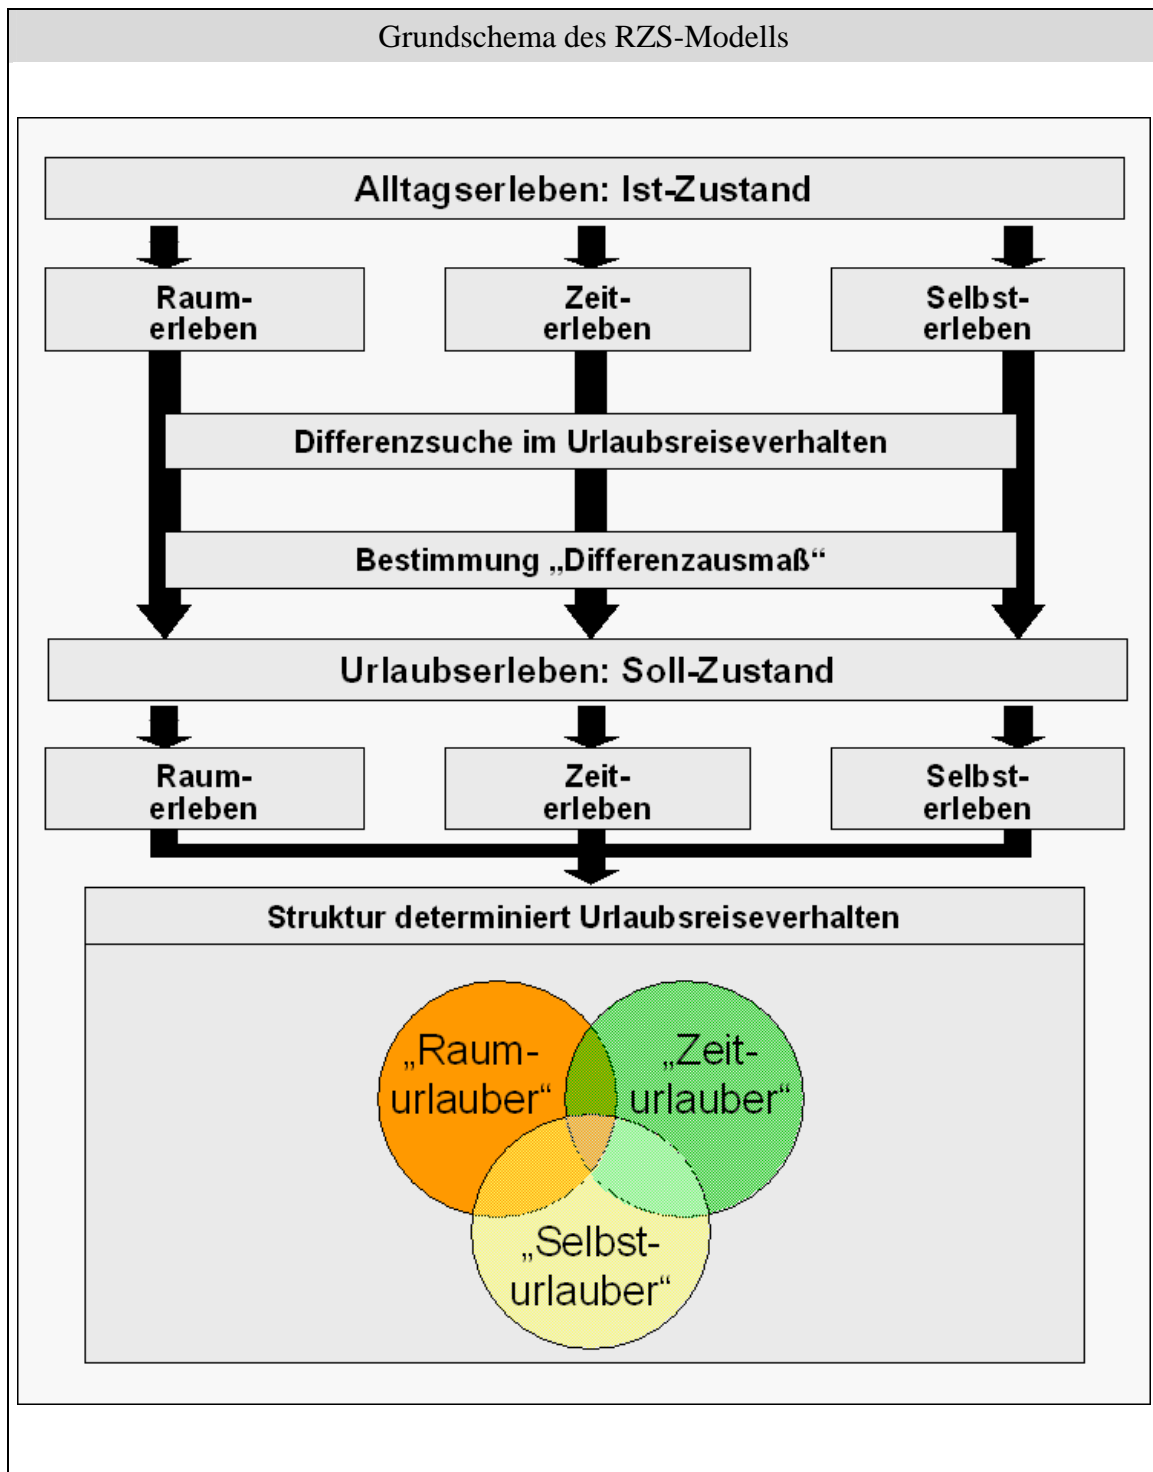 Grundschema des RZS-Modells
Alltagserleben: Ist-Zustand
Raum-
erleben
Zeit-
erleben
Selbst-
erleben
Differenzsuche im Urlaubsreiseverhalten
Bestimmung „Differenzausmaß“
Urlaubserleben: Soll-Zustand
Raum-
erleben
Zeit-
erleben
Selbst-
erleben
Struktur determiniert Urlaubsreiseverhalten
„Raum-
urlauber“
„Zeit-
urlauber“
„Selbst-
urlauber“